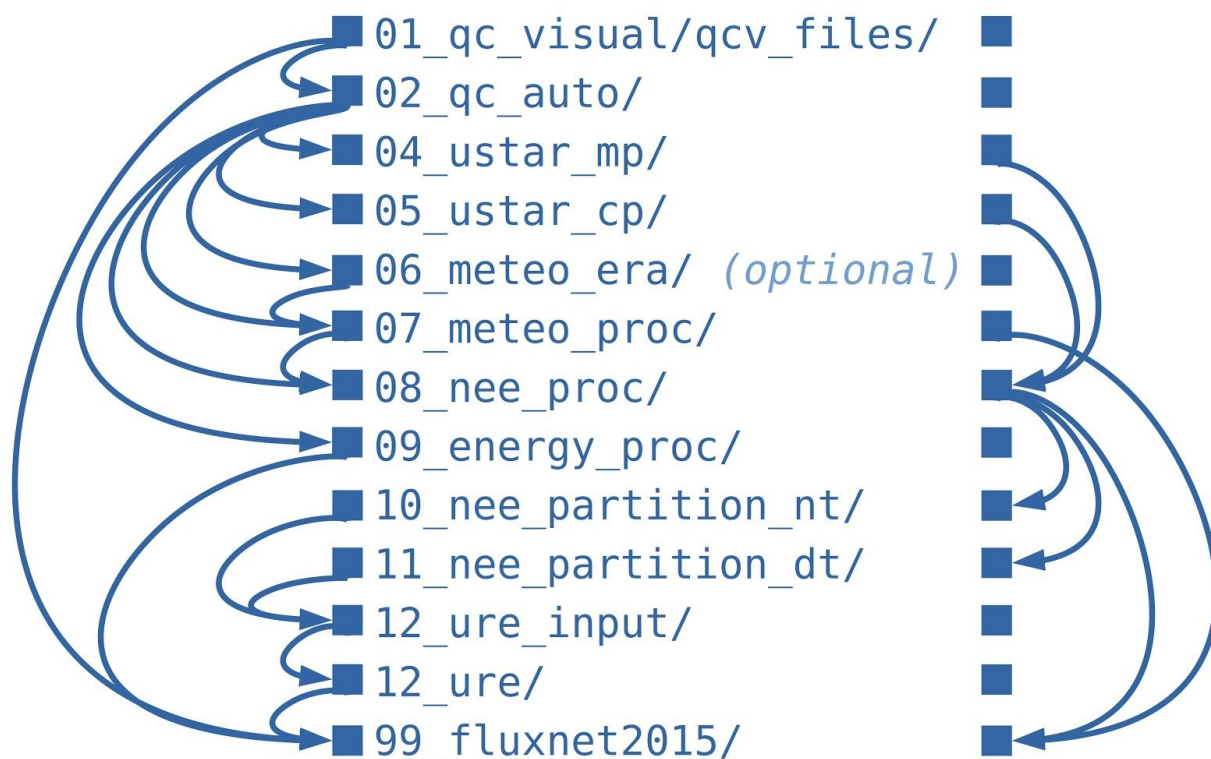 01_qc_visual/qcv_files/
02_qc_auto/
04_ustar_mp/
05_ustar_cp/
06_meteo_era/ (optional)
07_meteo_proc/
08_nee_proc/
09_energy_proc/
10_nee_partition_nt/
11_nee_partition_dt/
12_ure_input/
12_ure/
99_fluxnet2015/